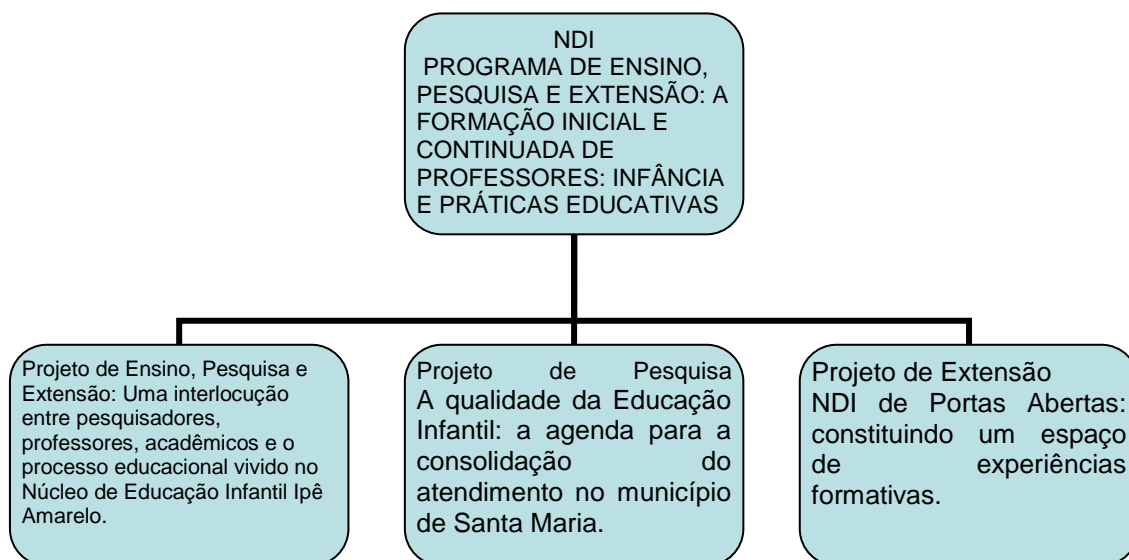 NDI
PROGRAMA DE ENSINO,
PESQUISA E EXTENSÃO: A
FORMAÇÃO INICIAL E
CONTINUADA DE
PROFESSORES: INFÂNCIA
E PRÁTICAS EDUCATIVAS
Projeto de Ensino, Pesquisa e
Extensão: Uma interlocução
entre pesquisadores,
professores, acadêmicos e o
processo educacional vivido no
Núcleo de Educação Infantil Ipê
Amarelo.
Projeto de Pesquisa
A qualidade da Educação
Infantil: a agenda para a
consolidação do
atendimento no município
de Santa Maria.
Projeto de Extensão
NDI de Portas Abertas:
constituindo um espaço
de experiências
formativas.